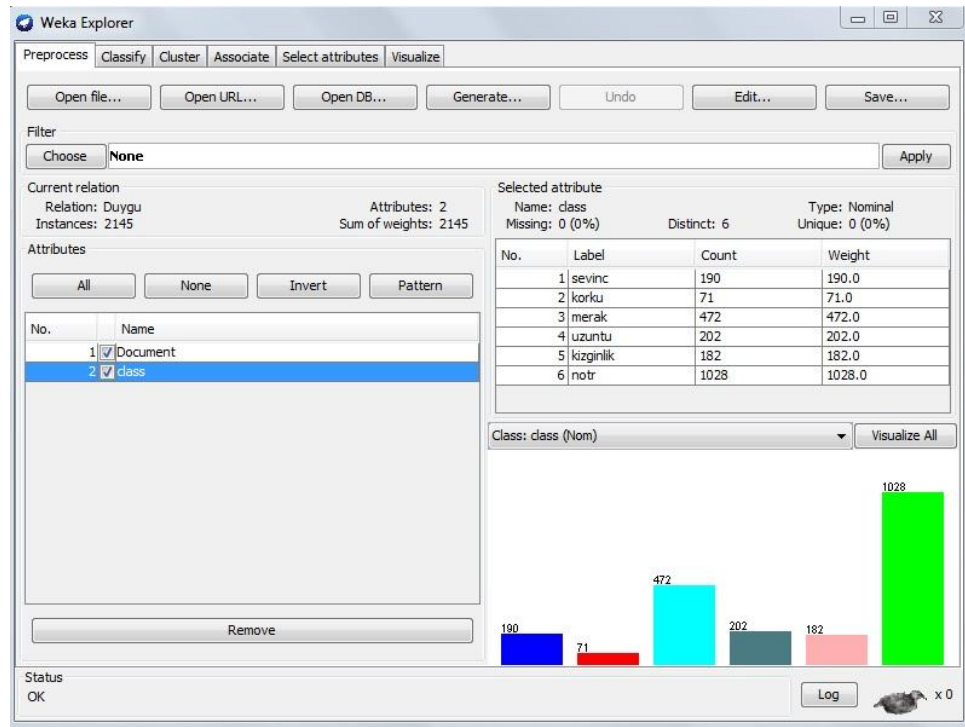 Weka Explorer
Preprocess Classify Cluster Associate Select attributes Visualize
Open file... Open URL... Open DB... Generate... Undo Edit... Save...
Filter
Choose None Apply
Current relation
Relation: Duygu Attributes: 2
Instances: 2145 Sum of weights: 2145
Attributes
All None Invert Pattern
No. Name
1 Document
2 class
Remove
Selected attribute
Name: class Type: Nominal
Missing: 0 (0%) Distinct: 6 Unique: 0 (0%)
No. Label Count Weight
1 sevinc 190 190.0
2 korku 71 71.0
3 merak 472 472.0
4 uzuntu 202 202.0
5 kizginlik 182 182.0
6 notr 1028 1028.0
Class: class (Nom) Visualize All
190 71 472 202 182 1028
Status
OK Log x 0